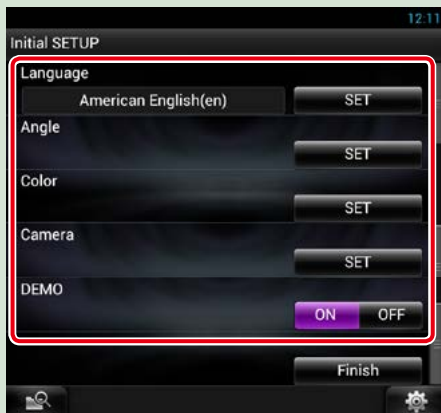 12:11
Initial SETUP
Language
American English(en) SET
Angle
SET
Color
SET
Camera
SET
DEMO
ON OFF
Finish